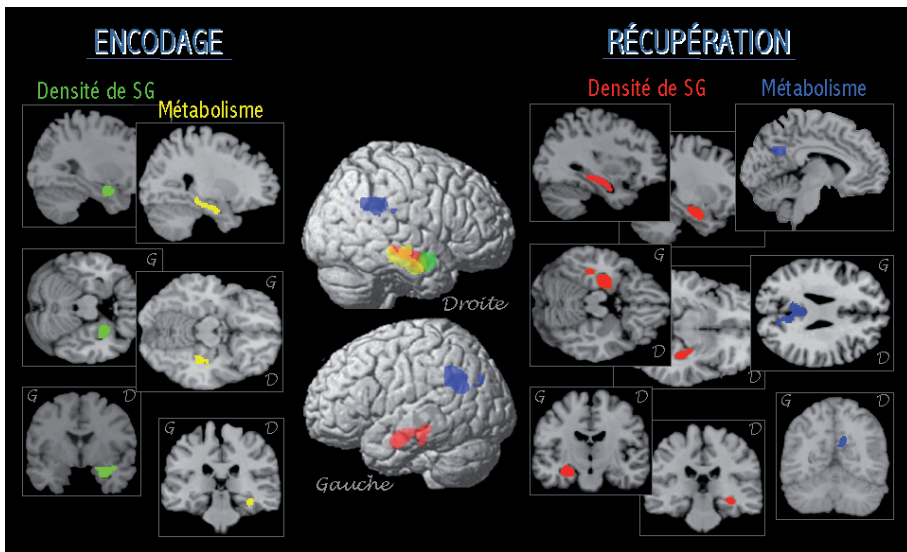 ENCODAGE
RÉCUPÉRATION
Densité de SG
Métabolisme
Densité de SG
Métabolisme
G
D
G
D
Droite
Gauche
G
D
G
D
G
D
G
D
G
D
G
D